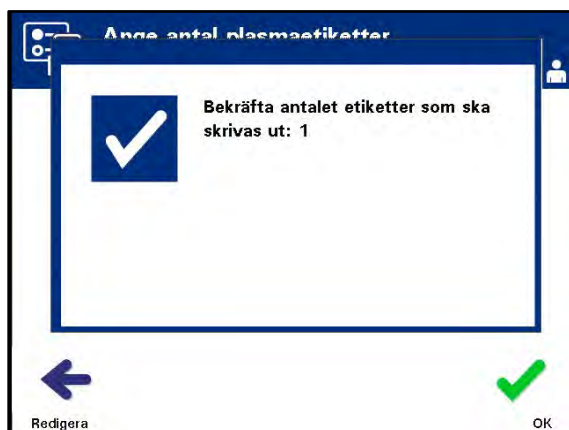 Ange antal plasmaetiketter
Bekräfta antalet etiketter som ska
skrivas ut: 1
Redigera
OK